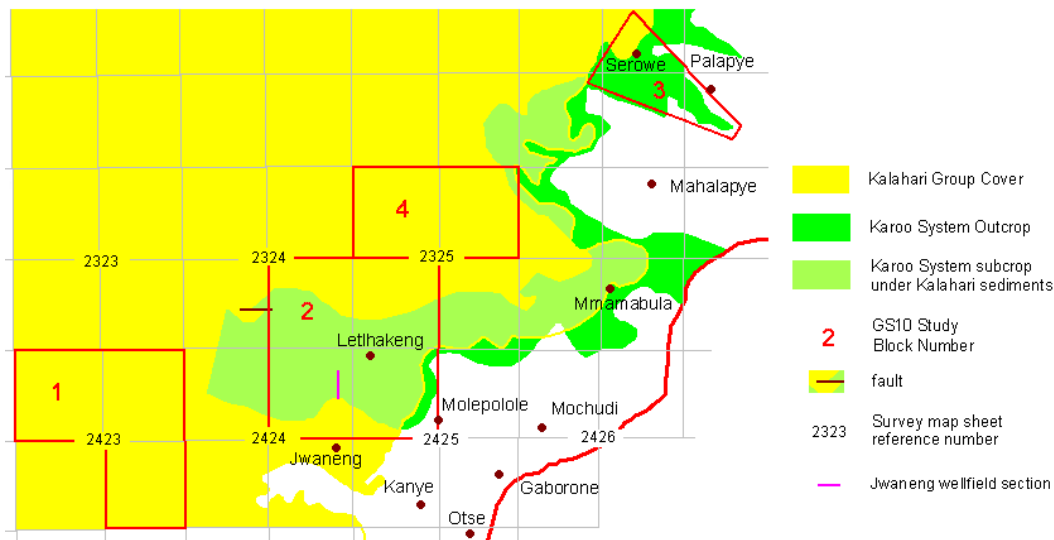 Serowe
Palapye
3
Mahalapye
4
2323
2324
2325
2
Mmamabula
Letlhakeng
1
Molepolole
Mochudi
2423
2424
2425
2426
Jwaneng
Kanye
Gaborone
Otse
Kalahari Group Cover
Karoo System Outcrop
Karoo System subcrop
under Kalahari sediments
2
GS10 Study
Block Number
fault
2323
Survey map sheet
reference number
Jwaneng wellfield section